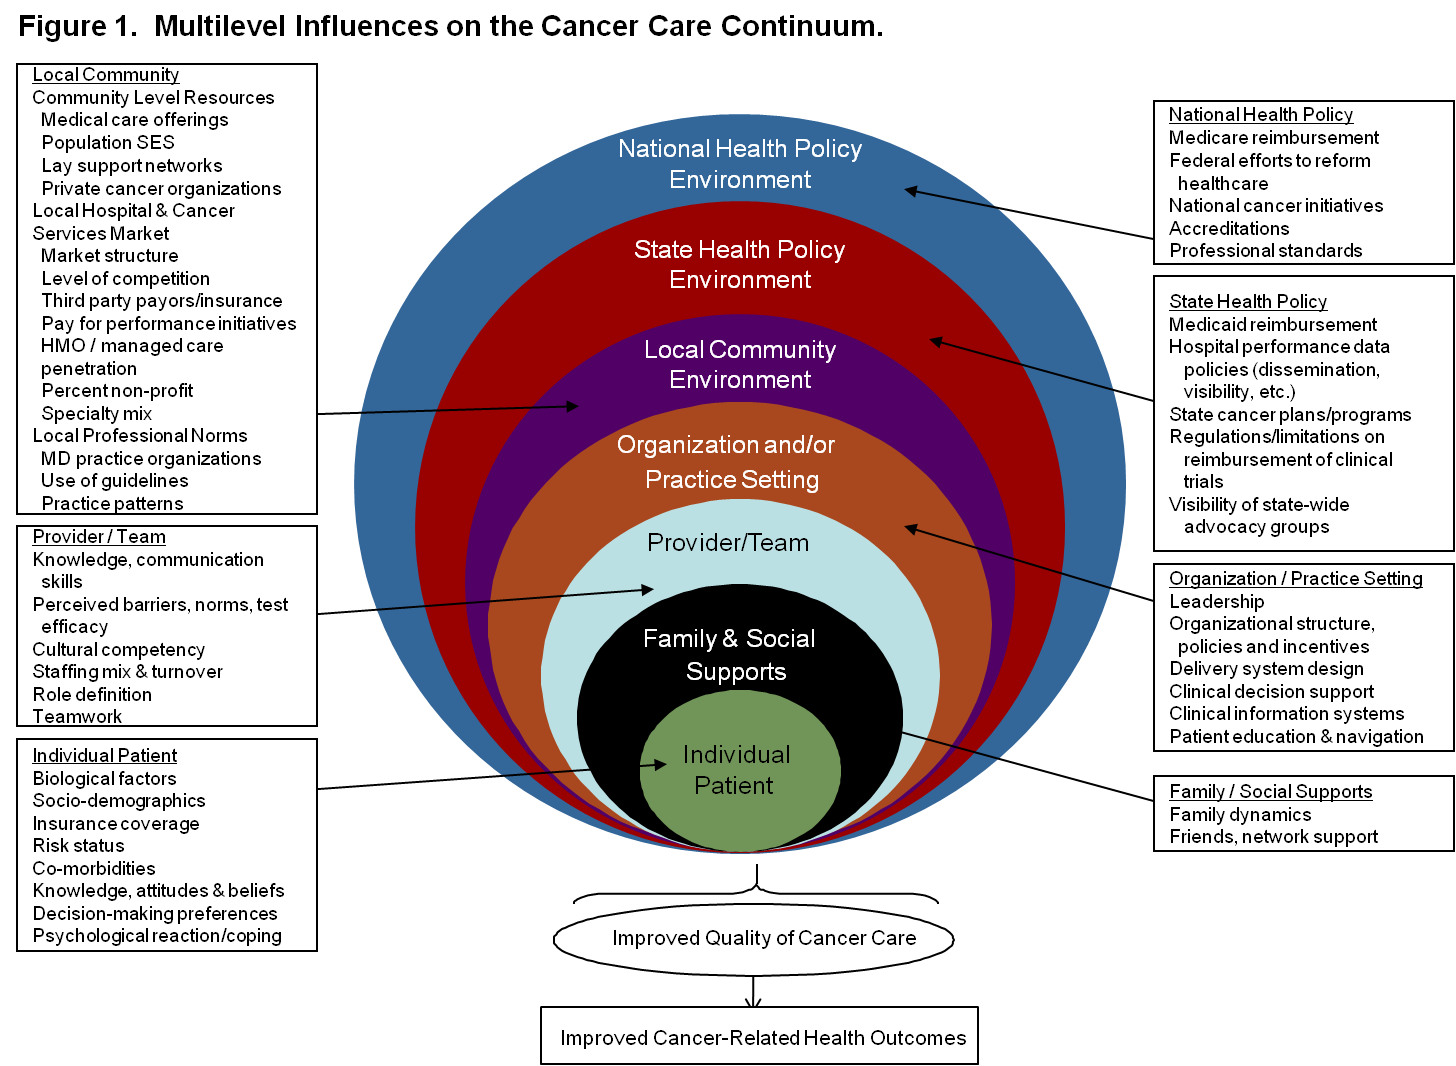 Figure 1.  Multilevel Influences on the Cancer Care Continuum.
Local Community
Community Level Resources
Medical care offerings
Population SES
Lay support networks
Private cancer organizations
Local Hospital & Cancer
Services Market
Market structure
Level of competition
Third party payors/insurance
Pay for performance initiatives
HMO / managed care
penetration
Percent non-profit
Specialty mix
Local Professional Norms
MD practice organizations
Use of guidelines
Practice patterns
Provider / Team
Knowledge, communication
skills
Perceived barriers, norms, test
efficacy
Cultural competency
Staffing mix & turnover
Role definition
Teamwork
Individual Patient
Biological factors
Socio-demographics
Insurance coverage
Risk status
Co-morbidities
Knowledge, attitudes & beliefs
Decision-making preferences
Psychological reaction/coping
National Health Policy
Environment
State Health Policy
Environment
Local Community
Environment
Organization and/or
Practice Setting
Provider/Team
Family & Social
Supports
Individual
Patient
National Health Policy
Medicare reimbursement
Federal efforts to reform
healthcare
National cancer initiatives
Accreditations
Professional standards
State Health Policy
Medicaid reimbursement
Hospital performance data
policies (dissemination,
visibility, etc.)
State cancer plans/programs
Regulations/limitations on
reimbursement of clinical
trials
Visibility of state-wide
advocacy groups
Organization / Practice Setting
Leadership
Organizational structure,
policies and incentives
Delivery system design
Clinical decision support
Clinical information systems
Patient education & navigation
Family / Social Supports
Family dynamics
Friends, network support
Improved Quality of Cancer Care
Improved Cancer-Related Health Outcomes